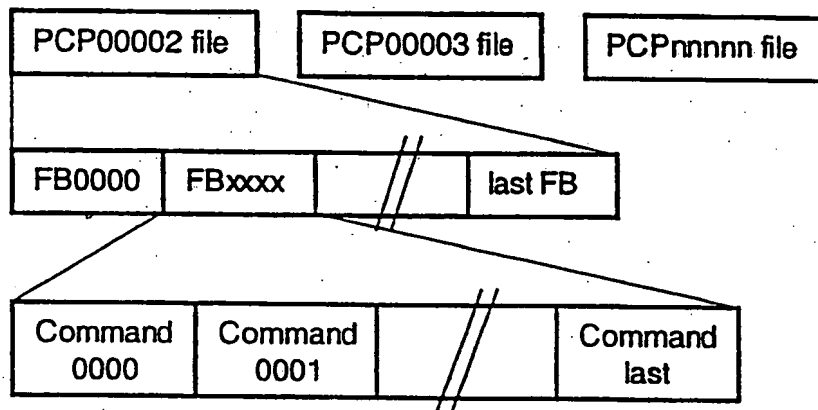 PCP00002 file
PCP00003 file
PCPnnnnn file
FB0000
FBxxxx
last FB
Command
0000
Command
0001
Command
last